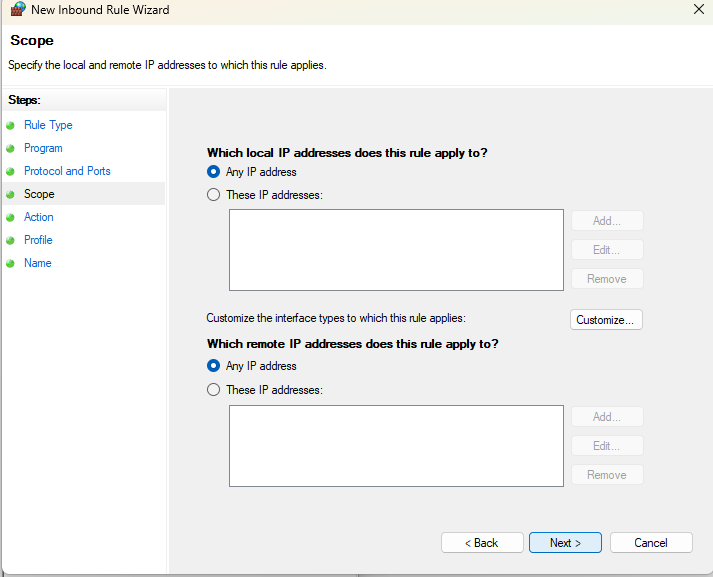 New Inbound Rule Wizard
Scope
Specify the local and remote IP addresses to which this rule applies.
Steps:
Rule Type
Program
Protocol and Ports
Scope
Action
Profile
Name
Which local IP addresses does this rule apply to?
Any IP address
These IP addresses:
Add...
Edit...
Remove
Customize the interface types to which this rule applies:
Customize...
Which remote IP addresses does this rule apply to?
Any IP address
These IP addresses:
Add...
Edit...
Remove
< Back
Next >
Cancel